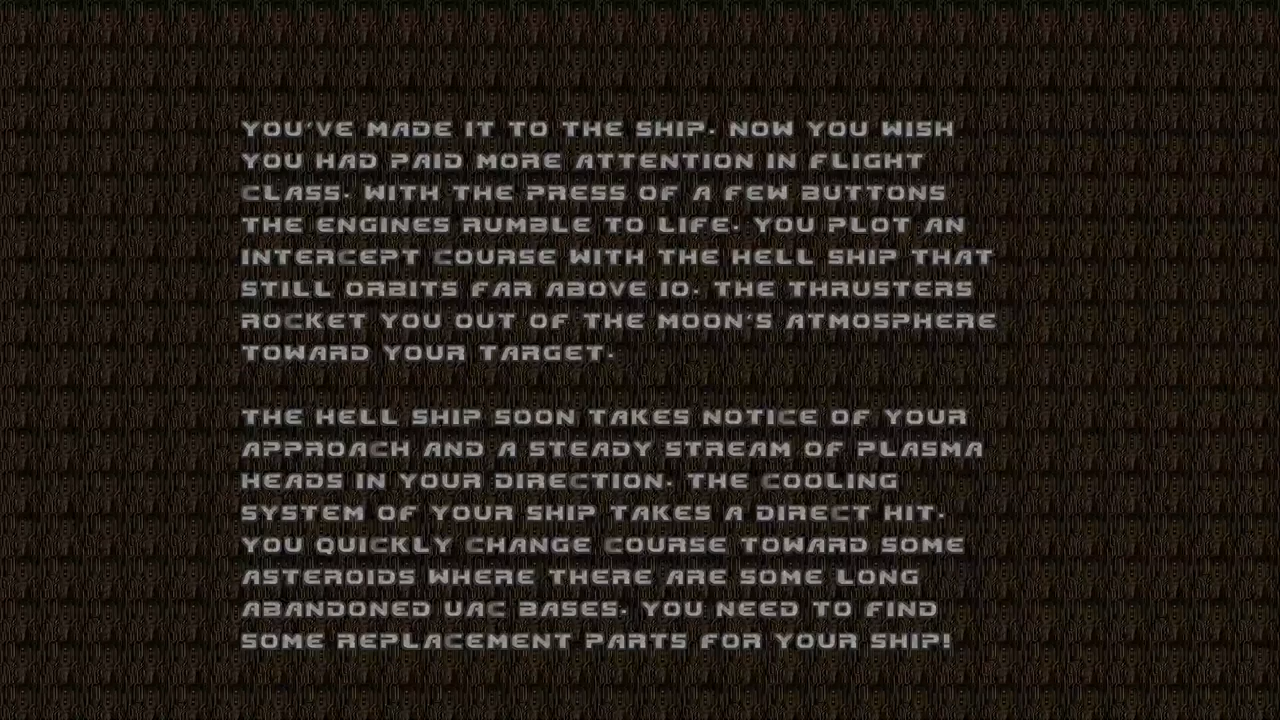 YOU'VE MADE IT TO THE SHIP. NOW YOU WISH
YOU HAD PAID MORE ATTENTION IN FLIGHT
CLASS. WITH THE PRESS OF A FEW BUTTONS
THE ENGINES RUMBLE TO LIFE. YOU PLOT AN
INTERCEPT COURSE WITH THE HELL SHIP THAT
STILL ORBITS FAR ABOVE IO. THE THRUSTERS
ROCKET YOU OUT OF THE MOON'S ATMOSPHERE
TOWARD YOUR TARGET.

THE HELL SHIP SOON TAKES NOTICE OF YOUR
APPROACH AND A STEADY STREAM OF PLASMA
HEADS IN YOUR DIRECTION. THE COOLING
SYSTEM OF YOUR SHIP TAKES A DIRECT HIT.
YOU QUICKLY CHANGE COURSE TOWARD SOME
ASTEROIDS WHERE THERE ARE SOME LONG
ABANDONED UAC BASES. YOU NEED TO FIND
SOME REPLACEMENT PARTS FOR YOUR SHIP!